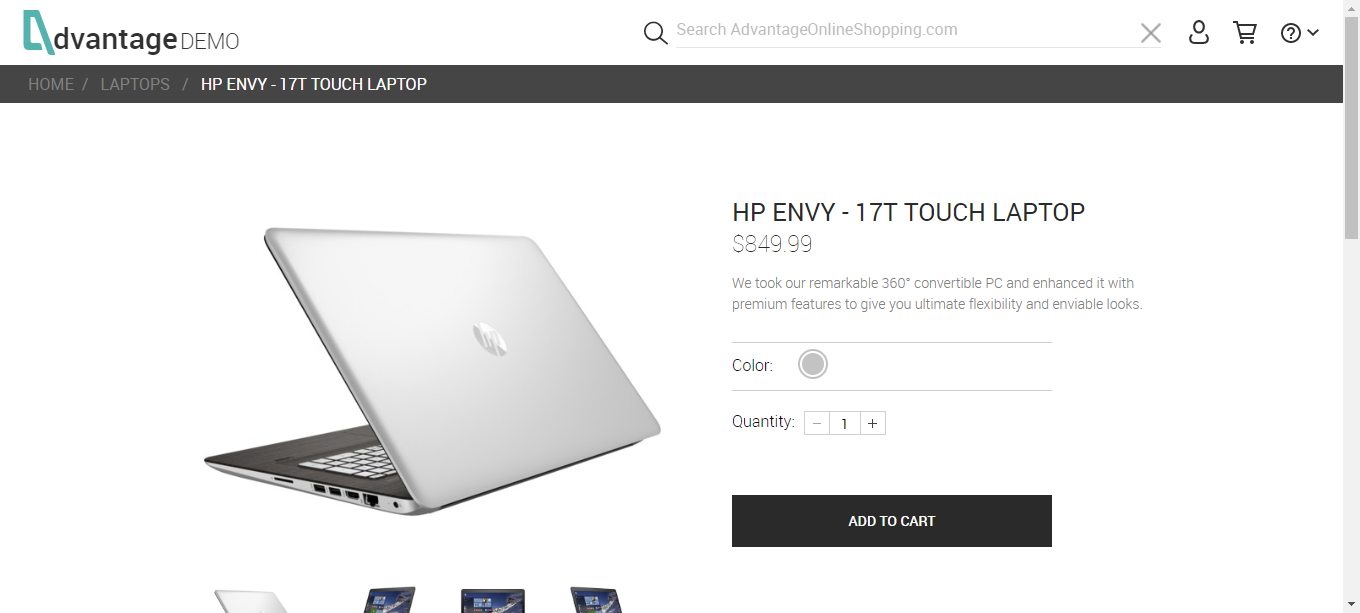 dvantage DEMO
Search AdvantageOnlineShopping.com
HOME / LAPTOPS / HP ENVY - 17T TOUCH LAPTOP
HP ENVY - 17T TOUCH LAPTOP
$849.99
We took our remarkable 360° convertible PC and enhanced it with
premium features to give you ultimate flexibility and enviable looks.
Color:
Quantity: − 1 +
ADD TO CART
hp